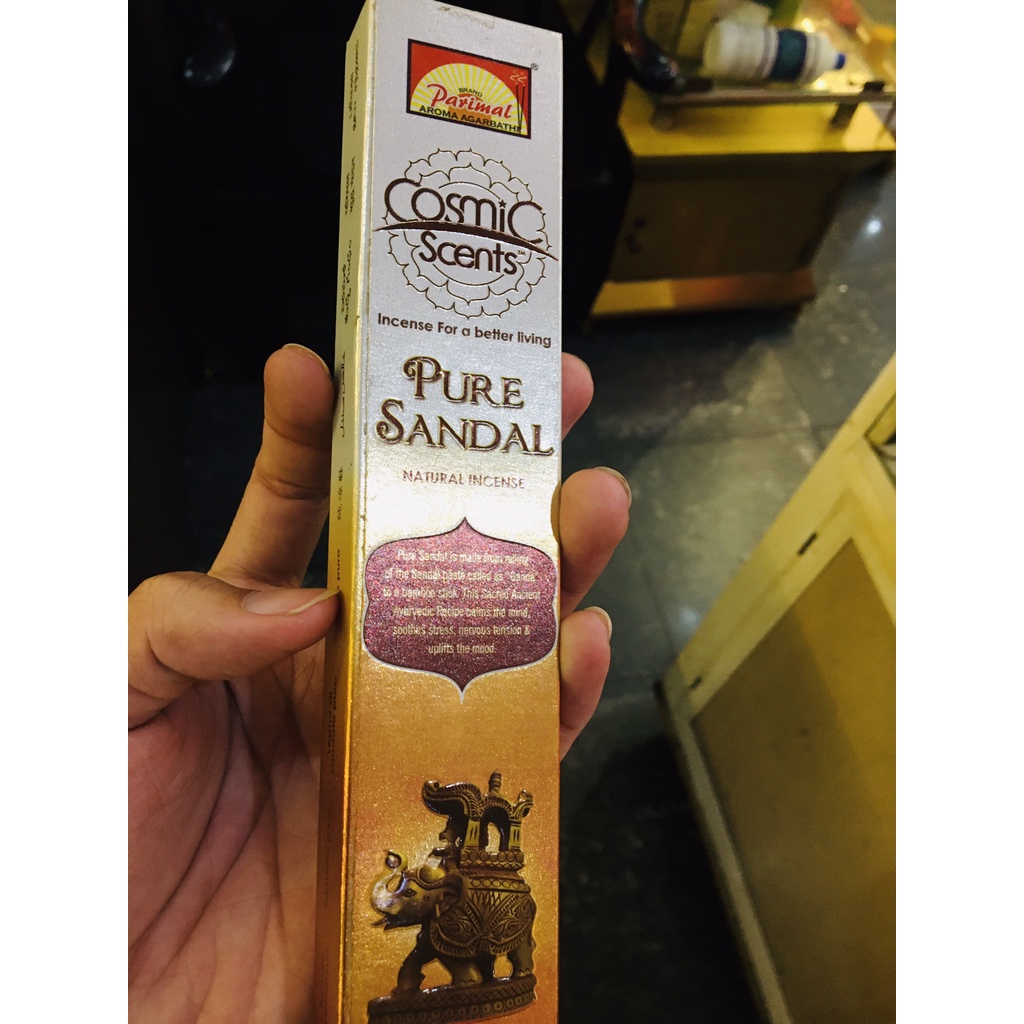 BRAND
Parimal
AROMA AGARBATHI
®
COSMIC
Scents™
Incense For a better living
PURE
SANDAL
NATURAL INCENSE
Pure Sandal is made from rolling
of the Sandal paste called as
to a bamboo stick. This Sacred Ancient
Ayurvedic Recipe calms the mind,
soothes stress, nervous tension &
uplifts the mood.